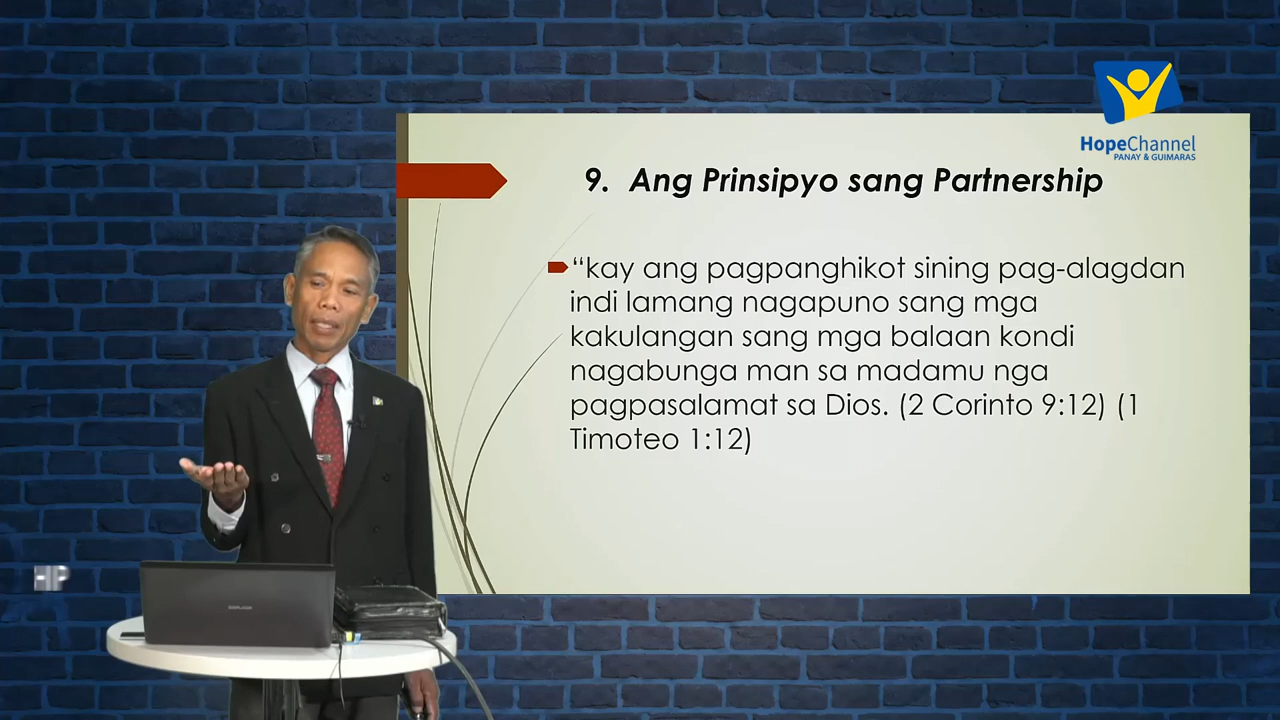 HopeChannel
PANAY & GUIMARAS
9. Ang Prinsipyo sang Partnership
“kay ang pagpanghikot sining pag-alagdan
indi lamang nagapuno sang mga
kakulangan sang mga balaan kondi
nagabunga man sa madamu nga
pagpasalamat sa Dios. (2 Corinto 9:12) (1
Timoteo 1:12)